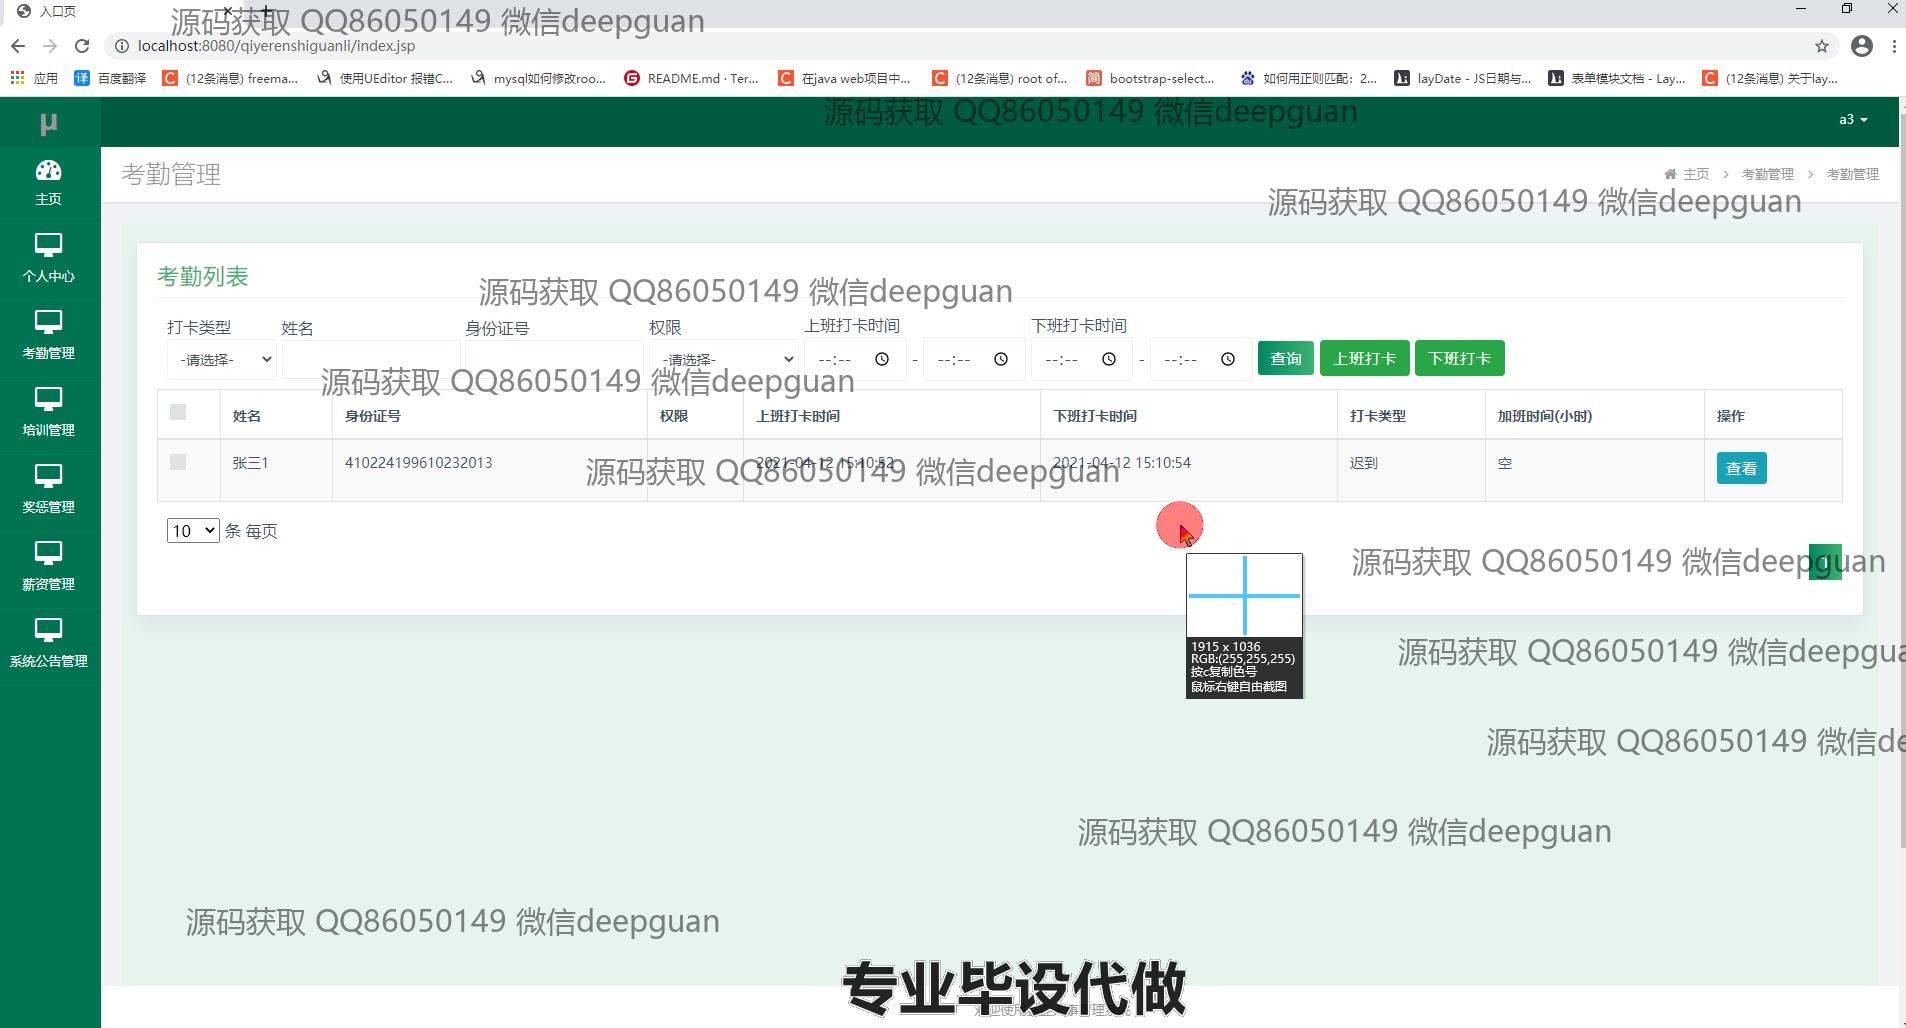 入口页
源码获取 QQ86050149 微信deepguan
localhost:8080/qiyerenshiguanli/index.jsp
应用
百度翻译
(12条消息) freema...
使用UEditor 报错C...
mysql如何修改roo...
README.md · Ter...
在java web项目中...
(12条消息) root of...
bootstrap-select...
如何用正则匹配：2...
layDate - JS日期与...
表单模块文档 - Lay...
(12条消息) 关于lay...
μ
源码获取 QQ86050149 微信deepguan
a3
考勤管理
主页 > 考勤管理 > 考勤管理
源码获取 QQ86050149 微信deepguan
主页
个人中心
考勤管理
培训管理
奖惩管理
薪资管理
系统公告管理
考勤列表
源码获取 QQ86050149 微信deepguan
打卡类型 姓名 身份证号 权限 上班打卡时间 下班打卡时间
-请选择- -请选择- --:-- - --:-- --:-- - --:-- 查询 上班打卡 下班打卡
源码获取 QQ86050149 微信deepguan
姓名 身份证号 权限 上班打卡时间 下班打卡时间 打卡类型 加班时间(小时) 操作
张三1 410224199610232013 2021-04-12 15:10:52 2021-04-12 15:10:54 迟到 空 查看
源码获取 QQ86050149 微信deepguan
10 条 每页
源码获取 QQ86050149 微信deepguan
1915 x 1036
RGB:(255,255,255)
按c复制色号
鼠标右键自由截图
源码获取 QQ86050149 微信deepgua
源码获取 QQ86050149 微信de
源码获取 QQ86050149 微信deepguan
源码获取 QQ86050149 微信deepguan
专业毕设代做